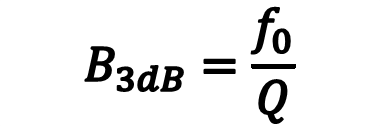 B₃dB = f₀/Q